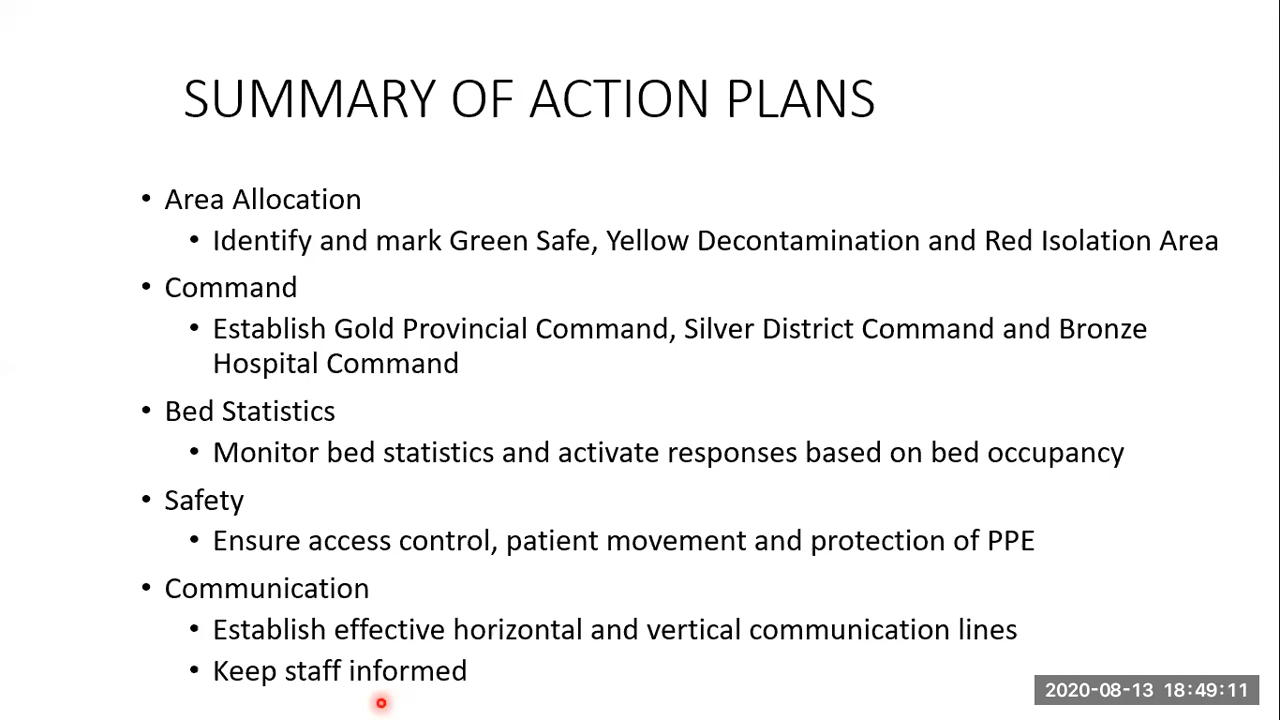 SUMMARY OF ACTION PLANS
• Area Allocation
• Identify and mark Green Safe, Yellow Decontamination and Red Isolation Area
• Command
• Establish Gold Provincial Command, Silver District Command and Bronze
Hospital Command
• Bed Statistics
• Monitor bed statistics and activate responses based on bed occupancy
• Safety
• Ensure access control, patient movement and protection of PPE
• Communication
• Establish effective horizontal and vertical communication lines
• Keep staff informed
2020-08-13 18:49:11